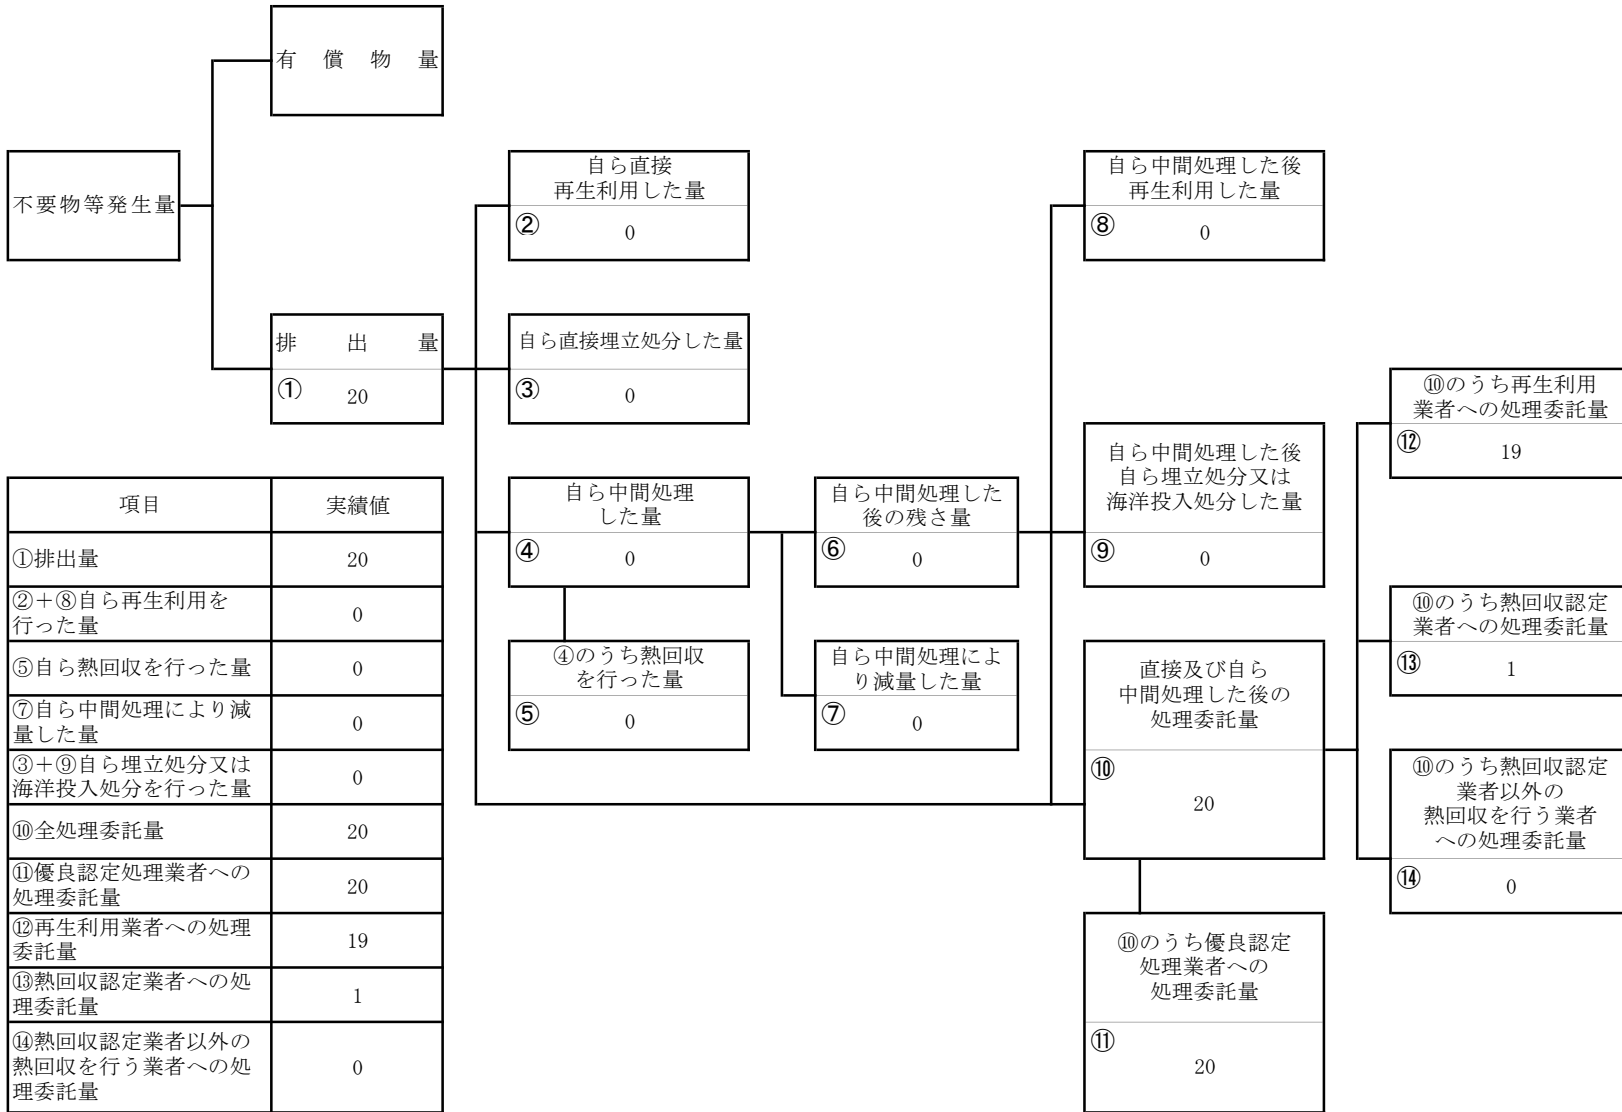 有償物量
不要物等発生量
排出量
①
20
自ら直接
再生利用した量
②
0
自ら直接埋立処分した量
③
0
自ら中間処理
した量
④
0
④のうち熱回収
を行った量
⑤
0
自ら中間処理した
後の残さ量
⑥
0
自ら中間処理によ
り減量した量
⑦
0
自ら中間処理した後
再生利用した量
⑧
0
自ら中間処理した後
自ら埋立処分又は
海洋投入処分した量
⑨
0
直接及び自ら
中間処理した後の
処理委託量
⑩
20
⑩のうち優良認定
処理業者への
処理委託量
⑪
20
⑩のうち再生利用
業者への処理委託量
⑫
19
⑩のうち熱回収認定
業者への処理委託量
⑬
1
⑩のうち熱回収認定
業者以外の
熱回収を行う業者
への処理委託量
⑭
0
項目 実績値
①排出量 20
②+⑧自ら再生利用を
行った量 0
⑤自ら熱回収を行った量 0
⑦自ら中間処理により減
量した量 0
③+⑨自ら埋立処分又は
海洋投入処分を行った量 0
⑩全処理委託量 20
⑪優良認定処理業者への
処理委託量 20
⑫再生利用業者への処理
委託量 19
⑬熱回収認定業者への処
理委託量 1
⑭熱回収認定業者以外の
熱回収を行う業者への処
理委託量 0